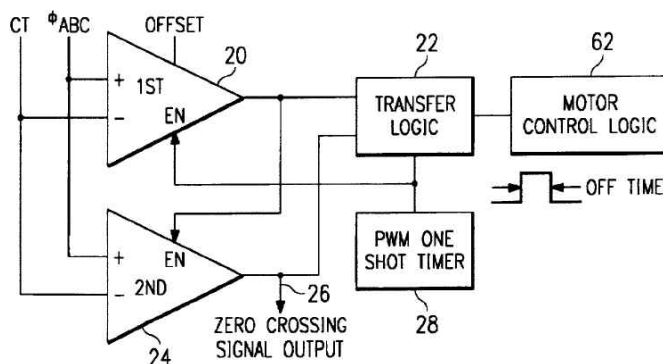 CT
ΦABC
OFFSET
20
22
62
+
1ST
−
EN
TRANSFER
LOGIC
MOTOR
CONTROL LOGIC
OFF TIME
EN
+
2ND
−
PWM ONE
SHOT TIMER
26
24
ZERO CROSSING
SIGNAL OUTPUT
28